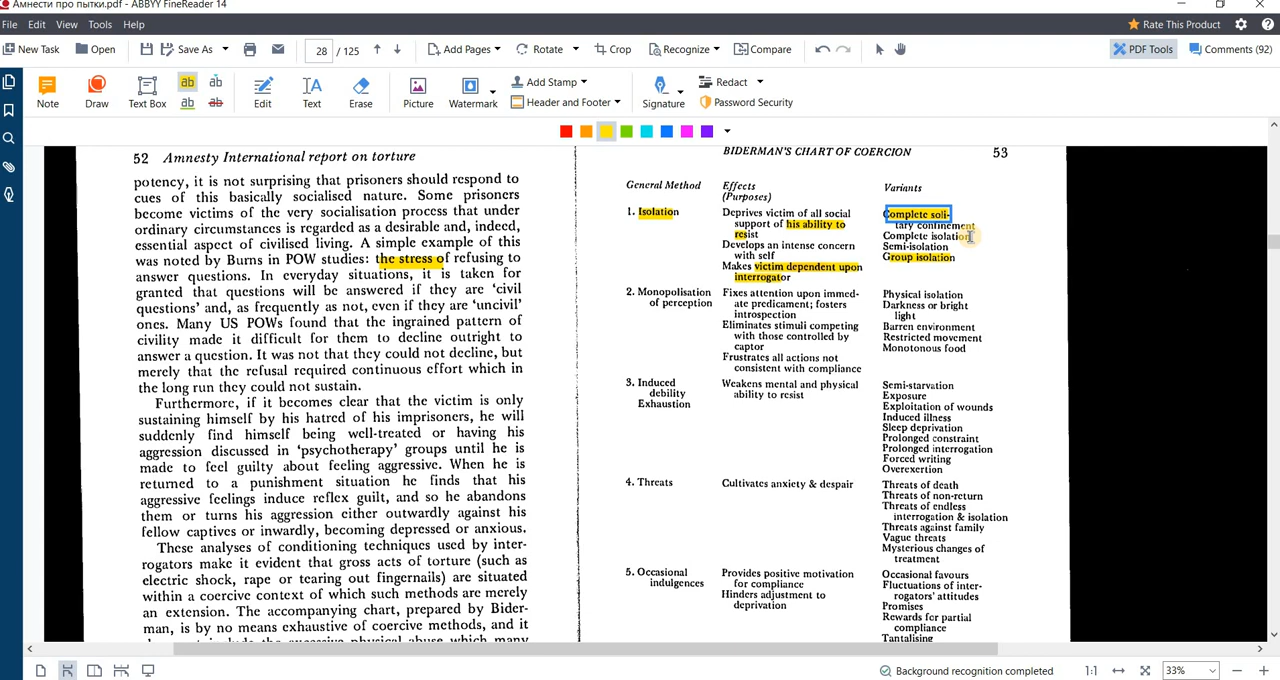 Амнести про пытки.pdf - ABBYY FineReader 14
File Edit View Tools Help
Rate This Product
New Task Open Save As 28 / 125 Add Pages Rotate Crop Recognize Compare PDF Tools Comments (92)
Note Draw Text Box Edit Text Erase Picture Watermark Add Stamp Header and Footer Signature Redact Password Security
52 Amnesty International report on torture
potency, it is not surprising that prisoners should respond to
cues of this basically socialised nature. Some prisoners
become victims of the very socialisation process that under
ordinary circumstances is regarded as a desirable and, indeed,
essential aspect of civilised living. A simple example of this
was noted by Burns in POW studies: the stress of refusing to
answer questions. In everyday situations, it is taken for
granted that questions will be answered if they are 'civil
questions' and, as frequently as not, even if they are 'uncivil'
ones. Many US POWs found that the ingrained pattern of
civility made it difficult for them to decline outright to
answer a question. It was not that they could not decline, but
merely that the refusal required continuous effort which in
the long run they could not sustain.
Furthermore, if it becomes clear that the victim is only
sustaining himself by his hatred of his imprisoners, he will
suddenly find himself being well-treated or having his
aggression discussed in 'psychotherapy' groups until he is
made to feel guilty about feeling aggressive. When he is
returned to a punishment situation he finds that his
aggressive feelings induce reflex guilt, and so he abandons
them or turns his aggression either outwardly against his
fellow captives or inwardly, becoming depressed or anxious.
These analyses of conditioning techniques used by inter-
rogators make it evident that gross acts of torture (such as
electric shock, rape or tearing out fingernails) are situated
within a coercive context of which such methods are merely
an extension. The accompanying chart, prepared by Bider-
man, is by no means exhaustive of coercive methods, and it
BIDERMAN'S CHART OF COERCION 53
General Method
Effects
(Purposes)
Variants
1. Isolation
Deprives victim of all social
support of his ability to
resist
Develops an intense concern
with self
Makes victim dependent upon
interrogator
Complete soli-
tary confinement
Complete isolation
Semi-isolation
Group isolation
2. Monopolisation
of perception
Fixes attention upon immed-
ate predicament; fosters
introspection
Eliminates stimuli competing
with those controlled by
captor
Frustrates all actions not
consistent with compliance
Physical isolation
Darkness or bright
light
Barren environment
Restricted movement
Monotonous food
3. Induced
debility
Exhaustion
Weakens mental and physical
ability to resist
Semi-starvation
Exposure
Exploitation of wounds
Induced illness
Sleep deprivation
Prolonged constraint
Prolonged interrogation
Forced writing
Overexertion
4. Threats
Cultivates anxiety & despair
Threats of death
Threats of non-return
Threats of endless
interrogation & isolation
Threats against family
Vague threats
Mysterious changes of
treatment
5. Occasional
indulgences
Provides positive motivation
for compliance
Hinders adjustment to
deprivation
Occasional favours
Fluctuations of inter-
rogators' attitudes
Promises
Rewards for partial
compliance
Tantalising
Background recognition completed 1:1 33%